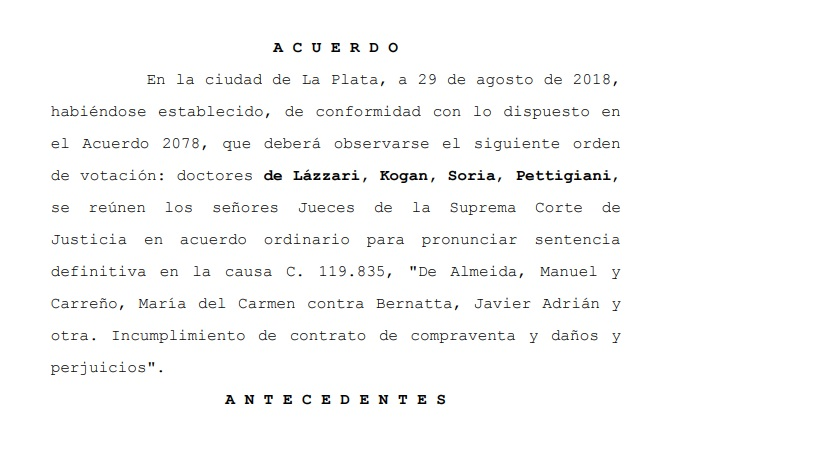 A C U E R D O
En la ciudad de La Plata, a 29 de agosto de 2018,
habiéndose establecido, de conformidad con lo dispuesto en
el Acuerdo 2078, que deberá observarse el siguiente orden
de votación: doctores de Lázzari, Kogan, Soria, Pettigiani,
se reúnen los señores Jueces de la Suprema Corte de
Justicia en acuerdo ordinario para pronunciar sentencia
definitiva en la causa C. 119.835, "De Almeida, Manuel y
Carreño, María del Carmen contra Bernatta, Javier Adrián y
otra. Incumplimiento de contrato de compraventa y daños y
perjuicios".
A N T E C E D E N T E S